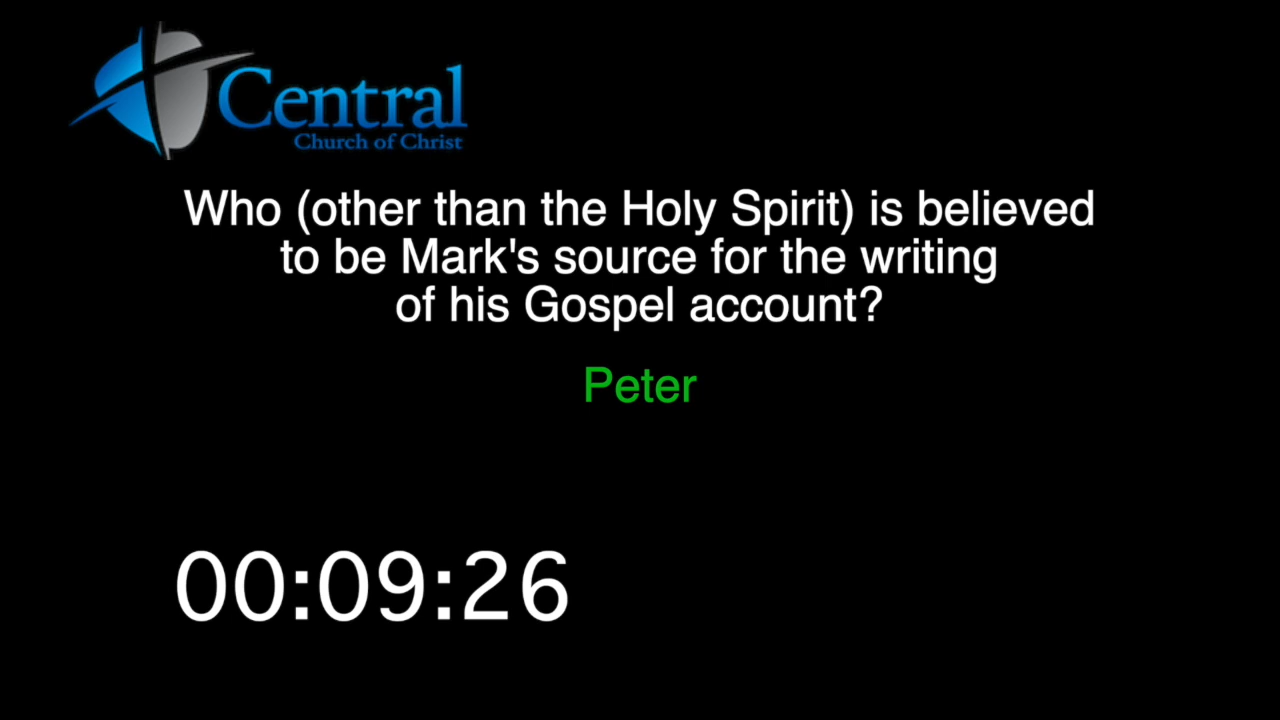 Central
Church of Christ
Who (other than the Holy Spirit) is believed
to be Mark's source for the writing
of his Gospel account?
Peter
00:09:26